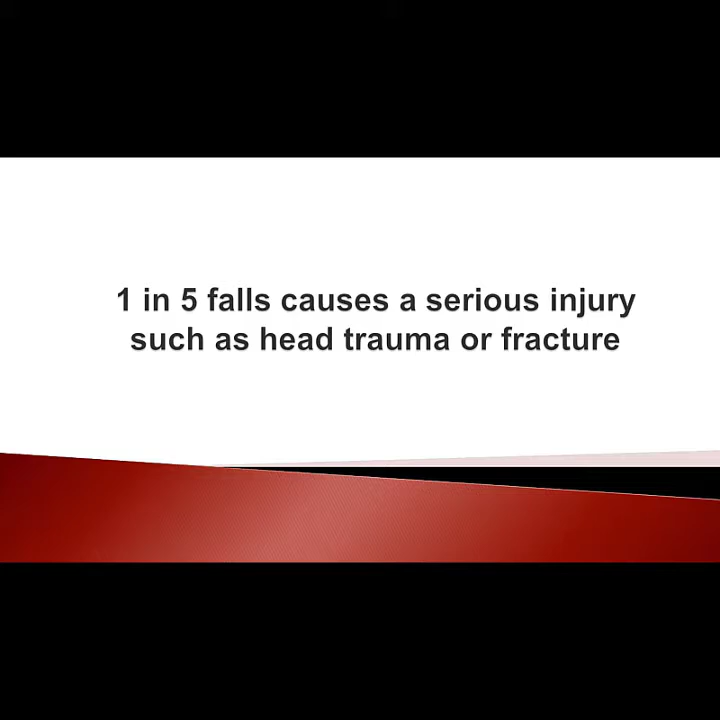 1 in 5 falls causes a serious injury
such as head trauma or fracture